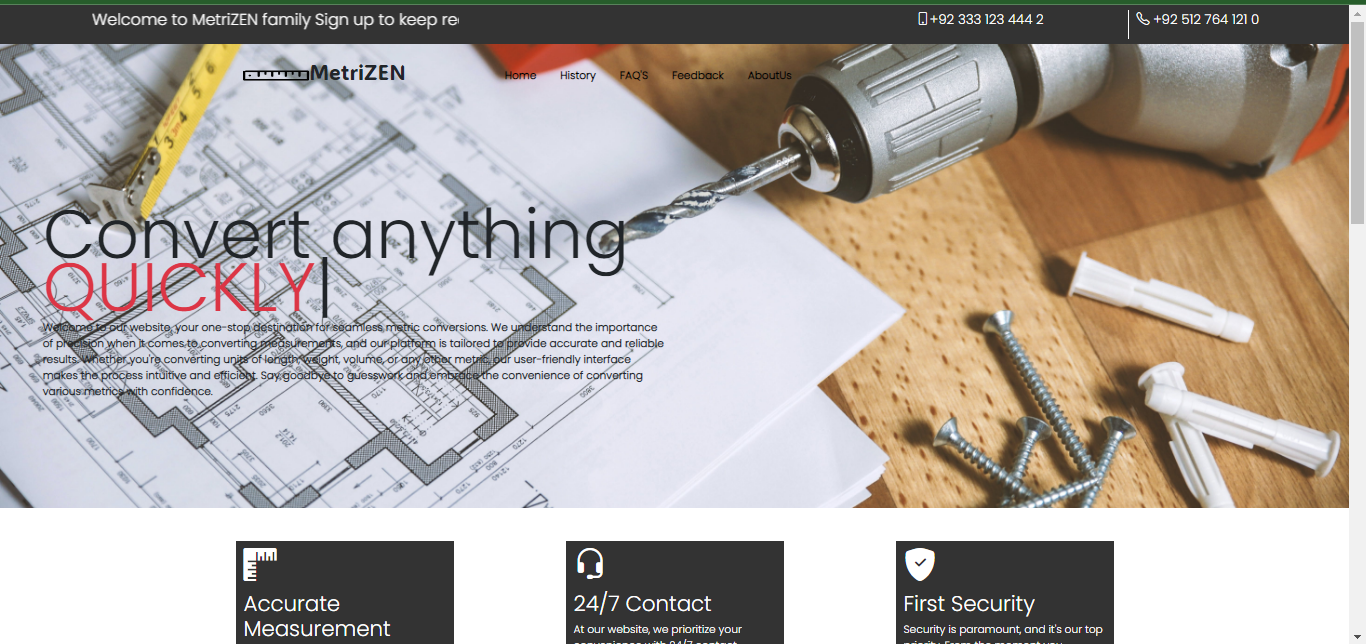 Welcome to MetriZEN family Sign up to keep re
+92 333 123 444 2
+92 512 764 121 0
MetriZEN
Home History FAQ'S Feedback AboutUs
Convert anything
QUICKLY|
Welcome to our website, your one-stop destination for seamless metric conversions. We understand the importance
of precision when it comes to converting measurements, and our platform is tailored to provide accurate and reliable
results. Whether you're converting units of length, weight, volume, or any other metric, our user-friendly interface
makes the process intuitive and efficient. Say goodbye to guesswork and embrace the convenience of converting
various metrics with confidence.
Accurate
Measurement
24/7 Contact
At our website, we prioritize your
First Security
Security is paramount, and it's our top